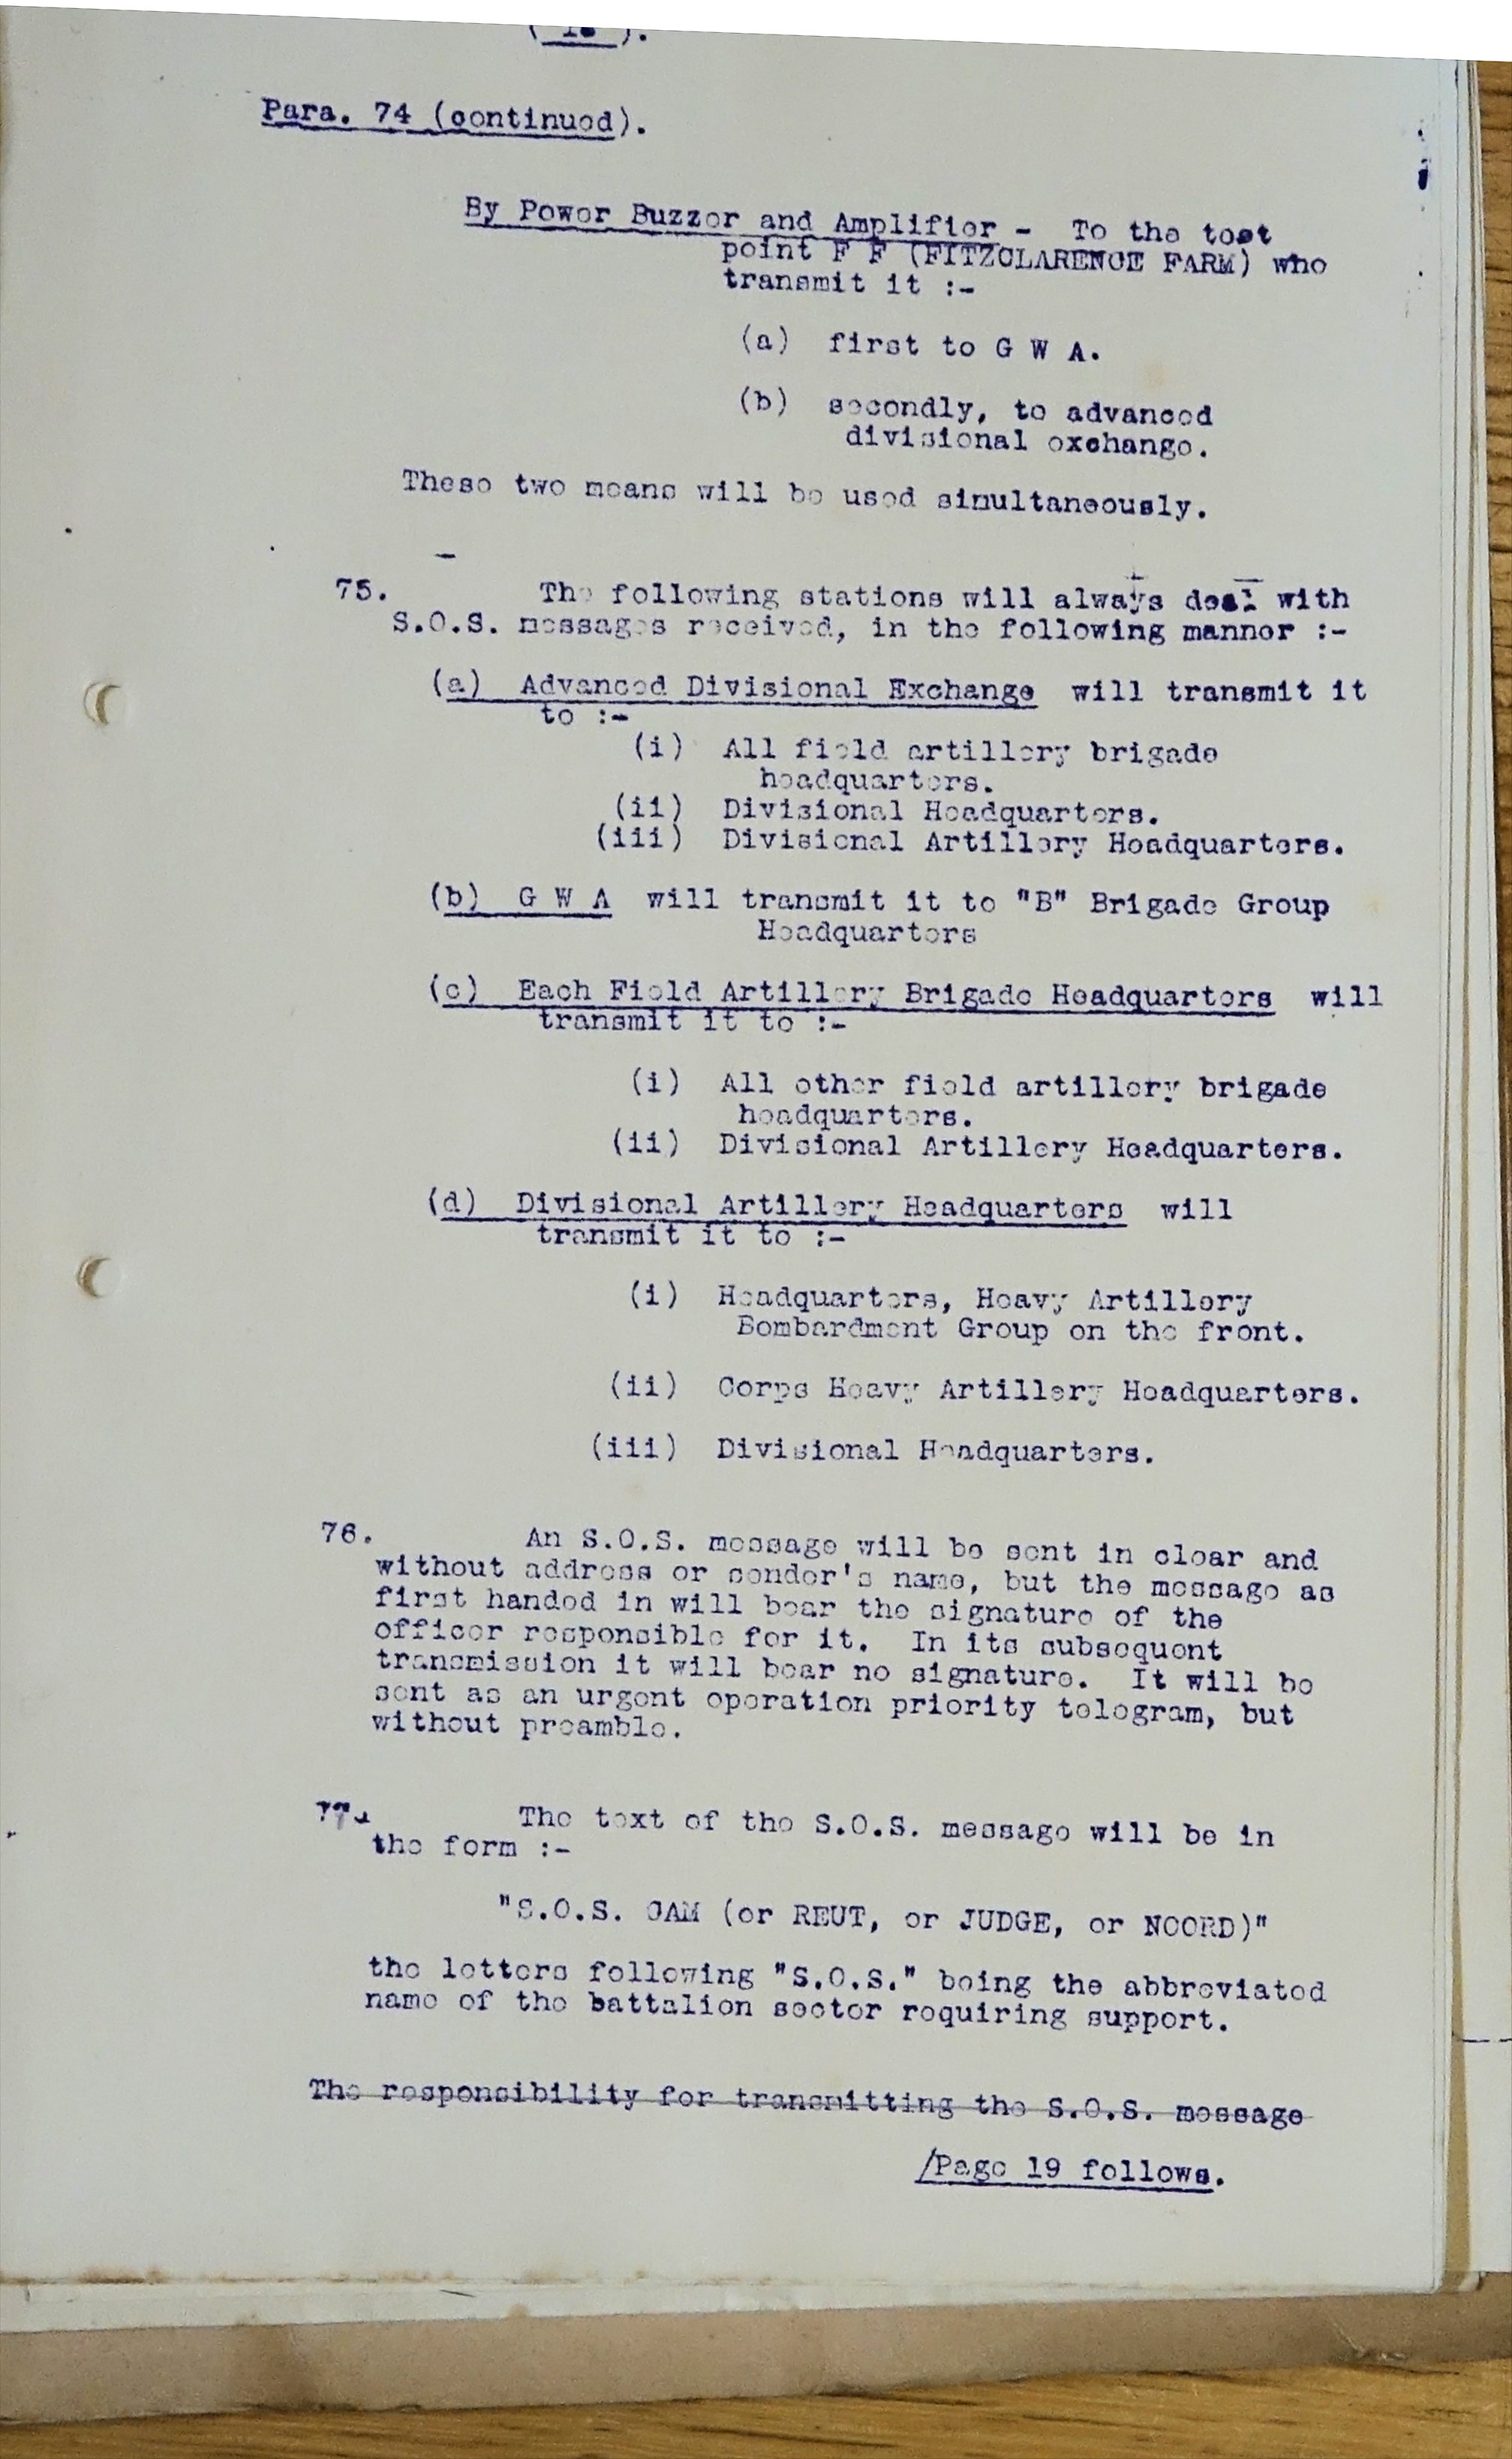 Para. 74 (continued).
By Power Buzzer and Amplifier - To the test
point F F (FITZCLARENCE FARM) who
transmit it :-
(a) first to G W A.
(b) secondly, to advanced
divisional exchange.
These two means will be used simultaneously.
75. The following stations will always deal with
S.O.S. messages received, in the following manner :-
(a) Advanced Divisional Exchange will transmit it
to :-
(i) All field artillery brigade
headquarters.
(ii) Divisional Headquarters.
(iii) Divisional Artillery Headquarters.
(b) G W A will transmit it to "B" Brigade Group
Headquarters
(c) Each Field Artillery Brigade Headquarters will
transmit it to :-
(i) All other field artillery brigade
headquarters.
(ii) Divisional Artillery Headquarters.
(d) Divisional Artillery Headquarters will
transmit it to :-
(i) Headquarters, Heavy Artillery
Bombardment Group on the front.
(ii) Corps Heavy Artillery Headquarters.
(iii) Divisional Headquarters.
76. An S.O.S. message will be sent in clear and
without address or sender's name, but the message as
first handed in will bear the signature of the
officer responsible for it. In its subsequent
transmission it will bear no signature. It will be
sent as an urgent operation priority telegram, but
without preamble.
77. The text of the S.O.S. message will be in
the form :-
"S.O.S. CAM (or REUT, or JUDGE, or NOORD)"
the letters following "S.O.S." being the abbreviated
name of the battalion sector requiring support.
The responsibility for transmitting the S.O.S. message
/Page 19 follows.